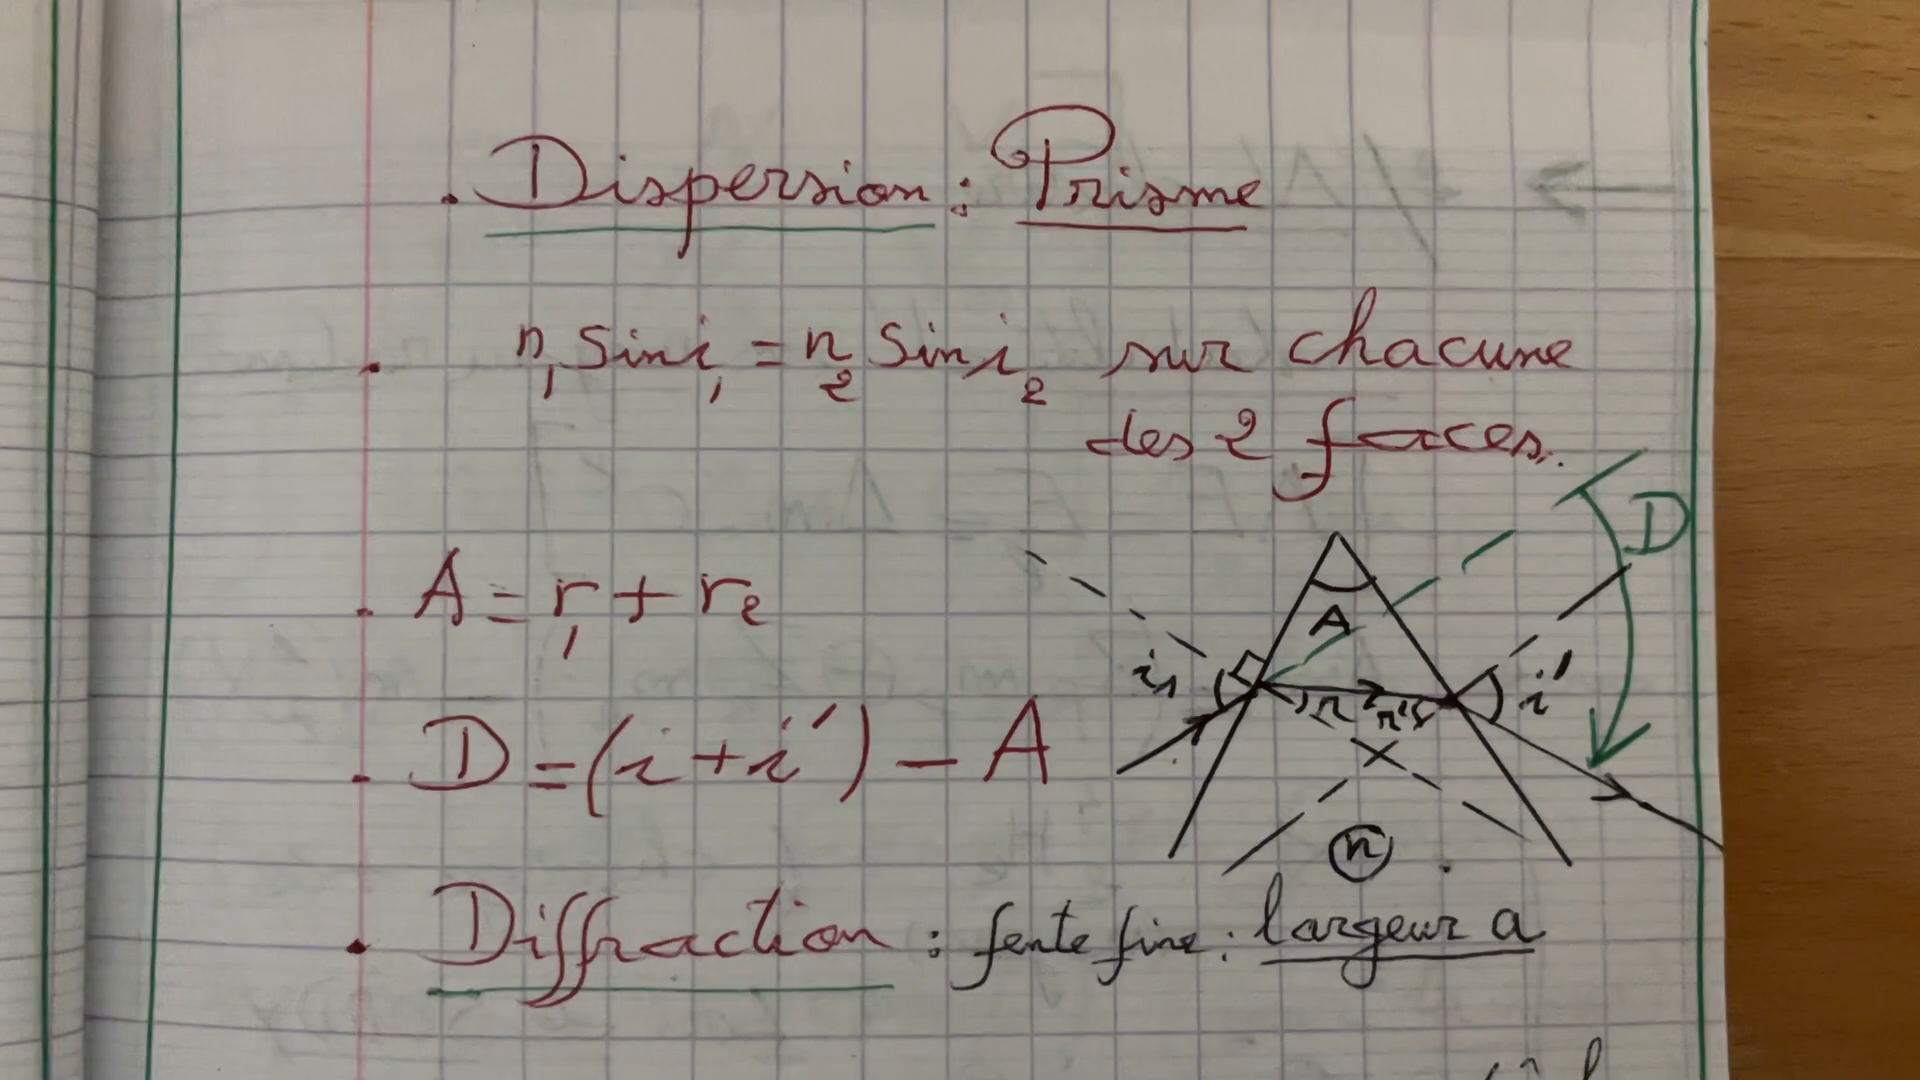 . Dispersion : Prisme
. n₁ sin i₁ = n₂ sin i₂ sur chacune
des 2 faces.
. A = r₁ + r₂
. D = (i + i') - A
D
A
i₁
r
r'
i'
n
. Diffraction : fente fine : largeur a